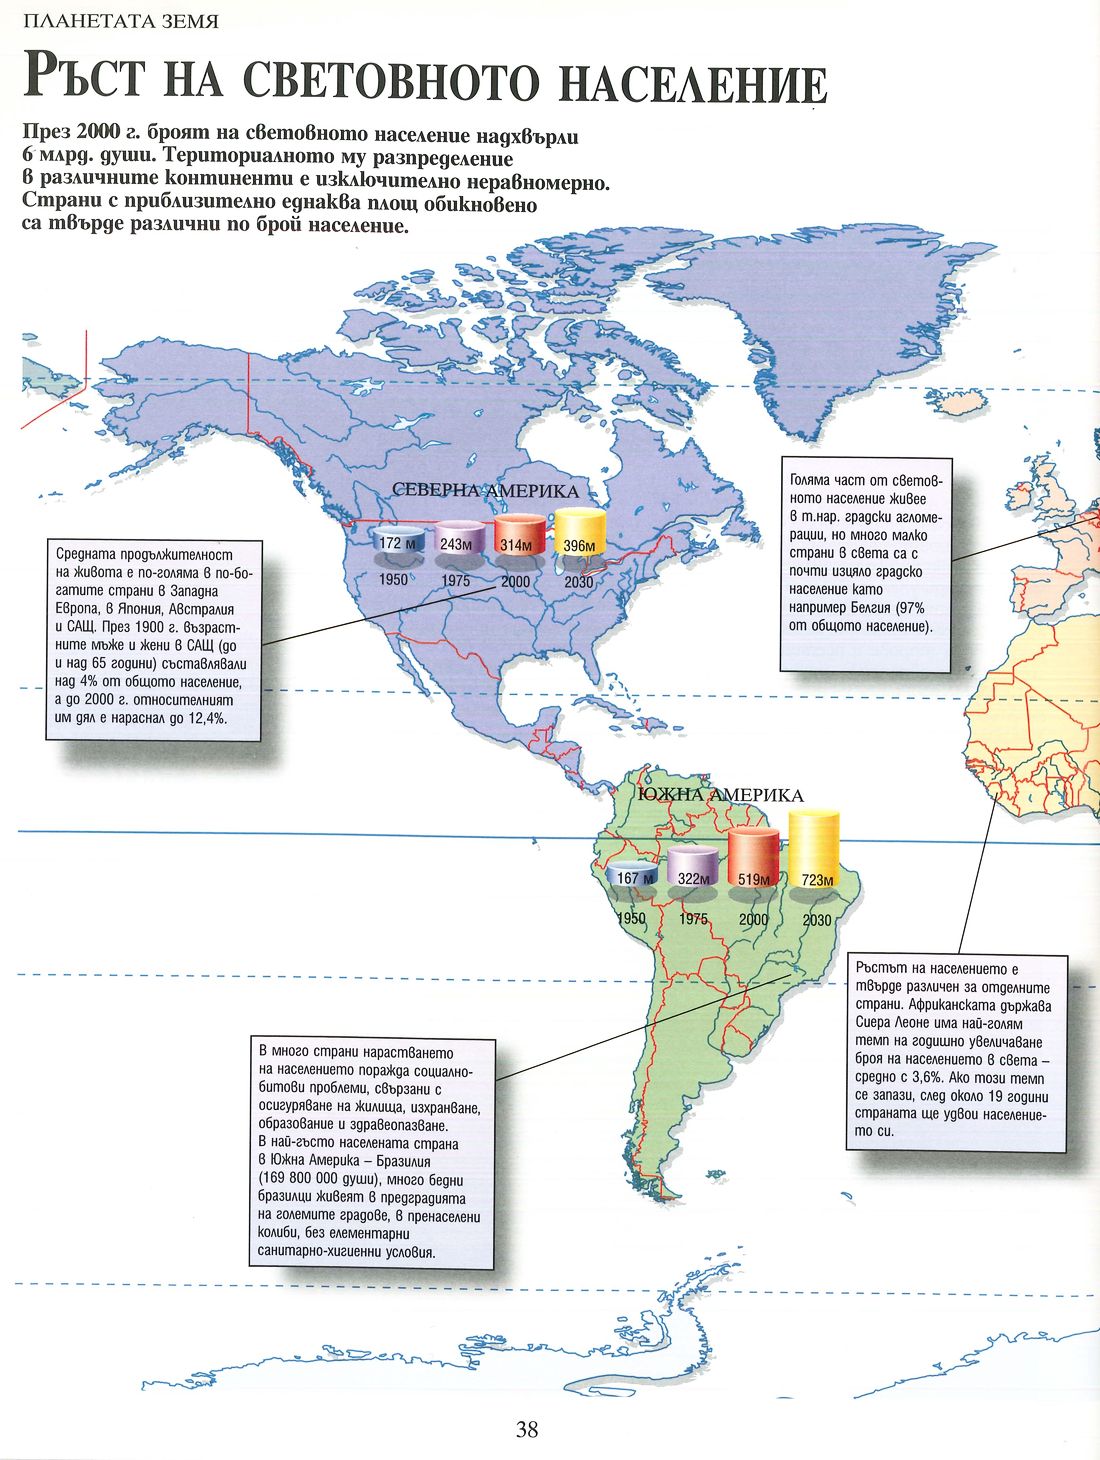 ПЛАНЕТАТА ЗЕМЯ
РЪСТ НА СВЕТОВНОТО НАСЕЛЕНИЕ
През 2000 г. броят на световното население надхвърли
6 млрд. души. Териториалното му разпределение
в различните континенти е изключително неравномерно.
Страни с приблизително еднаква площ обикновено
са твърде различни по брой население.
Голяма част от светов-
ното население живее
в т.нар. градски агломе-
рации, но много малко
страни в света са с
почти изцяло градско
население като
например Белгия (97%
от общото население).
СЕВЕРНА АМЕРИКА
172 м 243м 314м 396м
1950 1975 2000 2030
Средната продължителност
на живота е по-голяма в по-бо-
гатите страни в Западна
Европа, в Япония, Австралия
и САЩ. През 1900 г. възраст-
ните мъже и жени в САЩ (до
и над 65 години) съставлявали
над 4% от общото население,
а до 2000 г. относителният
им дял е нараснал до 12,4%.
ЮЖНА АМЕРИКА
167 м 322м 519м 723м
1950 1975 2000 2030
Ръстът на населението е
твърде различен за отделните
страни. Африканската държава
Сиера Леоне има най-голям
темп на годишно увеличаване
броя на населението в света –
средно с 3,6%. Ако този темп
се запази, след около 19 години
страната ще удвои население-
то си.
В много страни нарастването
на населението поражда социално-
битови проблеми, свързани с
осигуряване на жилища, изхранване,
образование и здравеопазване.
В най-гъсто населената страна
в Южна Америка – Бразилия
(169 800 000 души), много бедни
бразилци живеят в предградията
на големите градове, в пренаселени
колиби, без елементарни
санитарно-хигиенни условия.
38